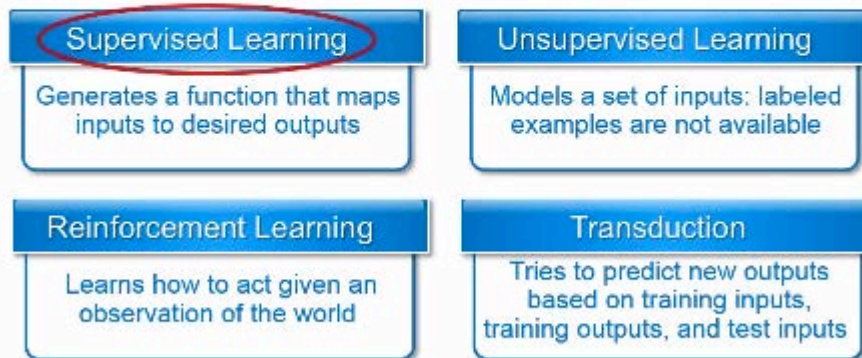 Supervised Learning
Generates a function that maps
inputs to desired outputs
Unsupervised Learning
Models a set of inputs: labeled
examples are not available
Reinforcement Learning
Learns how to act given an
observation of the world
Transduction
Tries to predict new outputs
based on training inputs,
training outputs, and test inputs